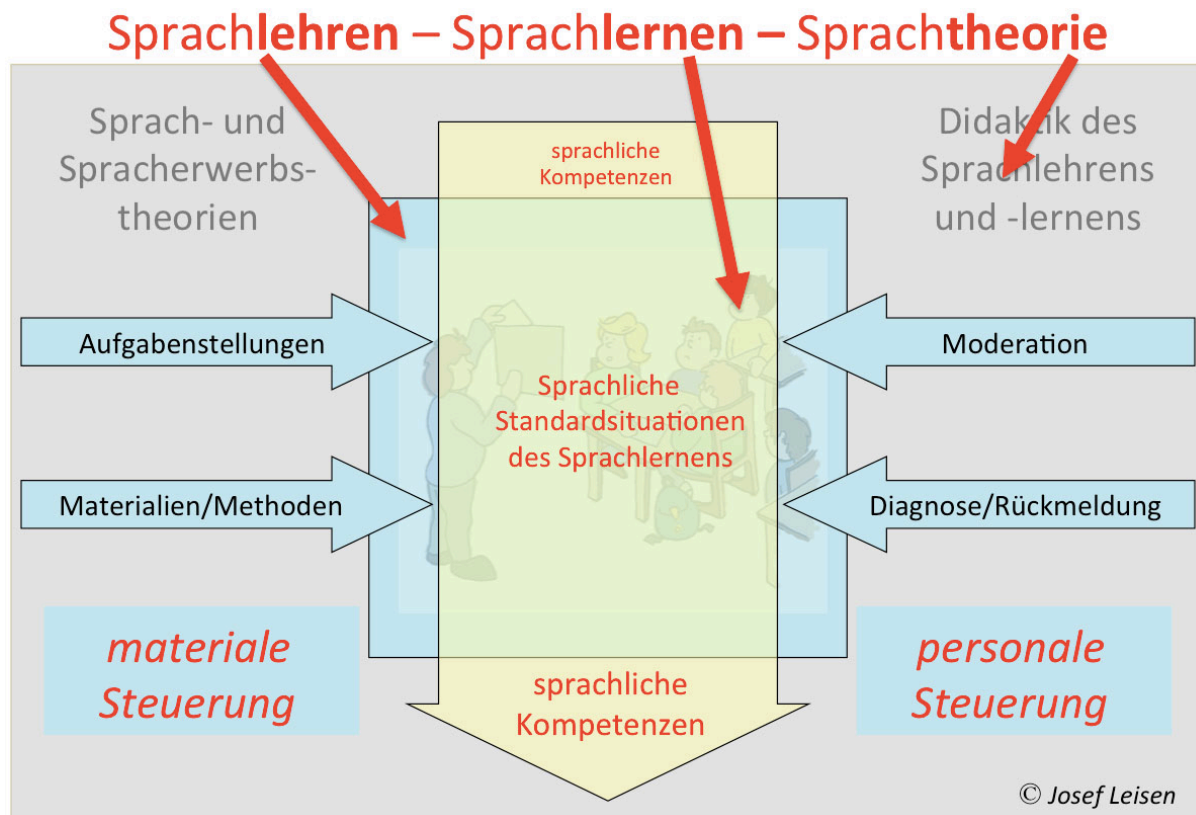 Sprachlehren – Sprachlernen – Sprachtheorie
Sprach- und
Spracherwerbs-
theorien
sprachliche
Kompetenzen
Didaktik des
Sprachlehrens
und -lernens
Aufgabenstellungen
Moderation
Sprachliche
Standardsituationen
des Sprachlernens
Materialien/Methoden
Diagnose/Rückmeldung
materiale
Steuerung
sprachliche
Kompetenzen
personale
Steuerung
© Josef Leisen